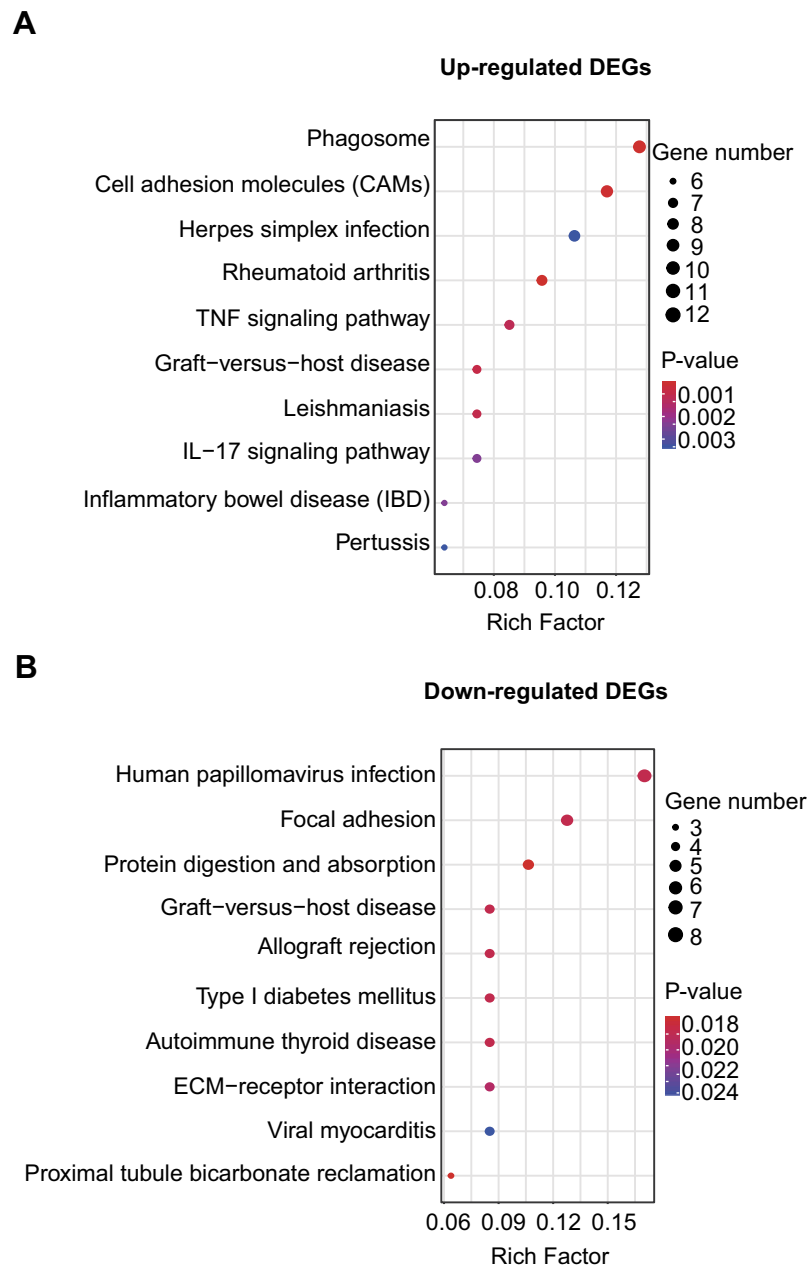 A
Up-regulated DEGs
Phagosome
Cell adhesion molecules (CAMs)
Herpes simplex infection
Rheumatoid arthritis
TNF signaling pathway
Graft−versus−host disease
Leishmaniasis
IL−17 signaling pathway
Inflammatory bowel disease (IBD)
Pertussis
0.08 0.10 0.12
Rich Factor
Gene number
6
7
8
9
10
11
12
P-value
0.001
0.002
0.003
B
Down-regulated DEGs
Human papillomavirus infection
Focal adhesion
Protein digestion and absorption
Graft−versus−host disease
Allograft rejection
Type I diabetes mellitus
Autoimmune thyroid disease
ECM−receptor interaction
Viral myocarditis
Proximal tubule bicarbonate reclamation
0.06 0.09 0.12 0.15
Rich Factor
Gene number
3
4
5
6
7
8
P-value
0.018
0.020
0.022
0.024